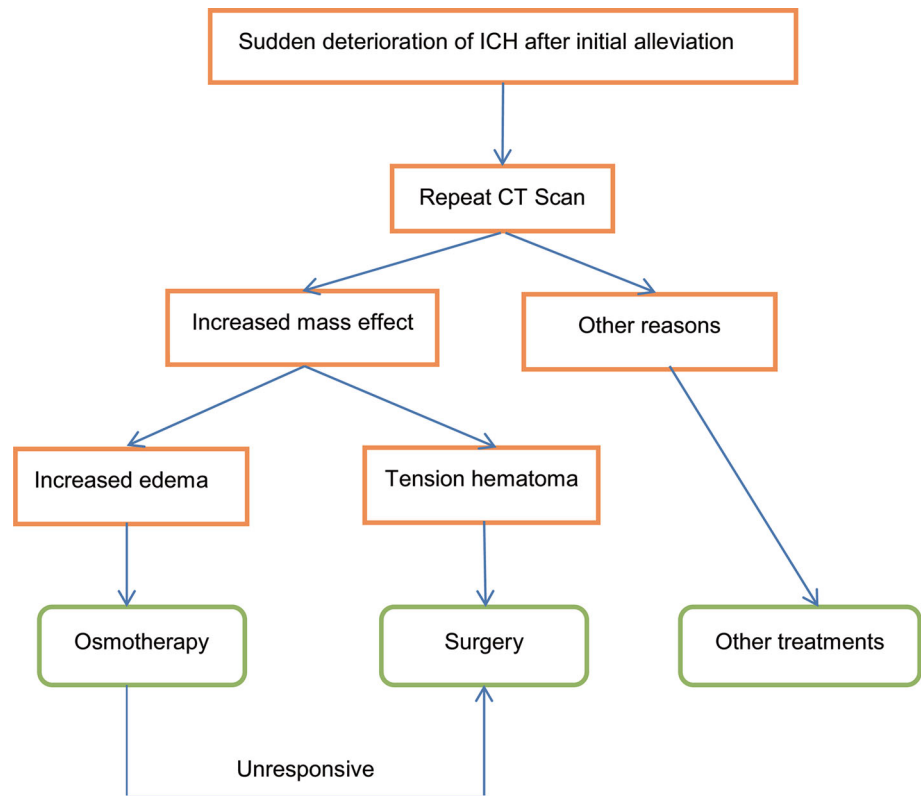 Sudden deterioration of ICH after initial alleviation
Repeat CT Scan
Increased mass effect
Other reasons
Increased edema
Tension hematoma
Osmotherapy
Surgery
Other treatments
Unresponsive